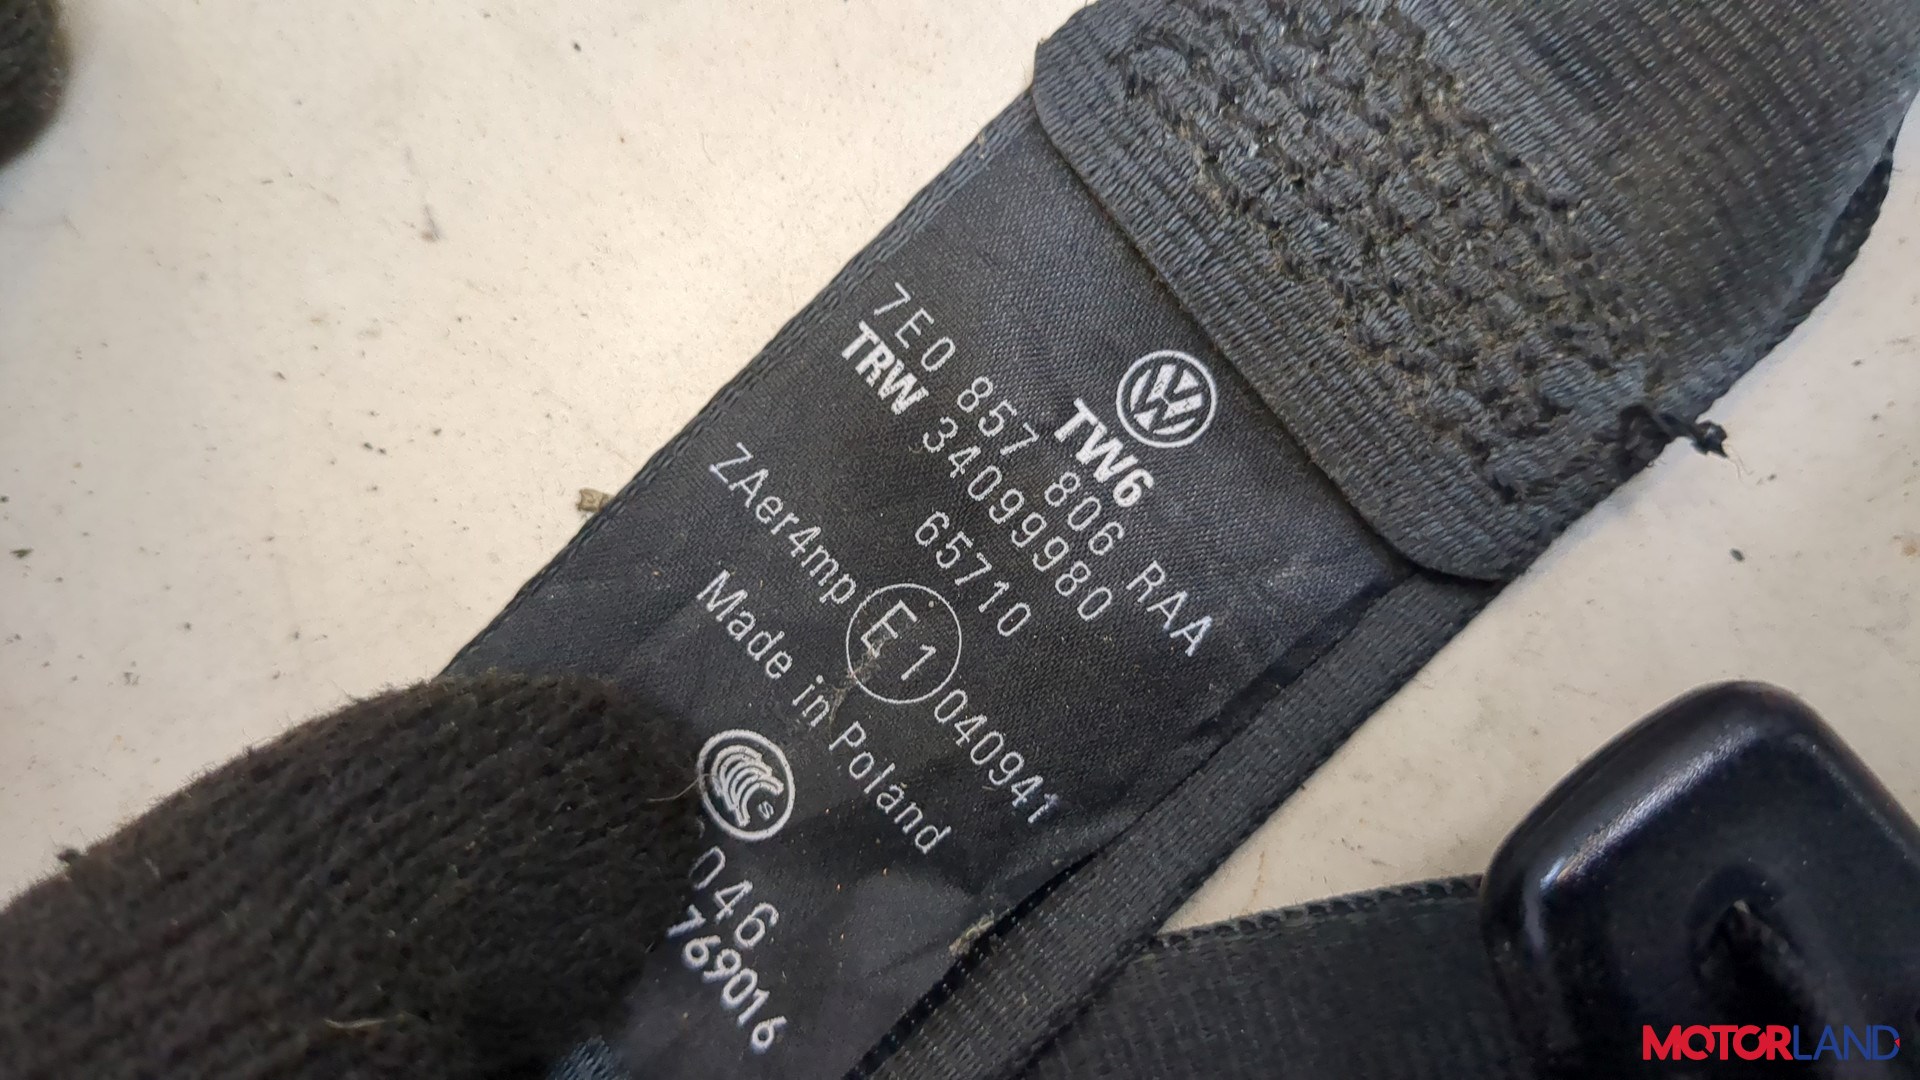 TW6
7E0 857 806 RAA
TRW 34099980
65710
ZAer4mp E1 040941
Made in Poland
S
046
769016
MOTORLAND